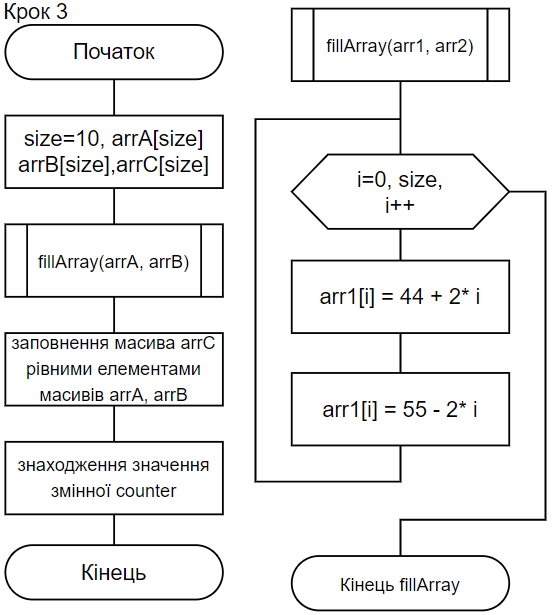 Крок 3
Початок
size=10, arrA[size]
arrB[size],arrC[size]
fillArray(arrA, arrB)
заповнення масива arrC
рівними елементами
масивів arrA, arrB
знаходження значення
змінної counter
Кінець
fillArray(arr1, arr2)
i=0, size,
i++
arr1[i] = 44 + 2* i
arr1[i] = 55 - 2* i
Кінець fillArray